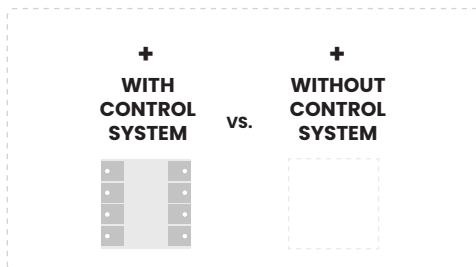 +
WITH
CONTROL
SYSTEM
vs.
+
WITHOUT
CONTROL
SYSTEM